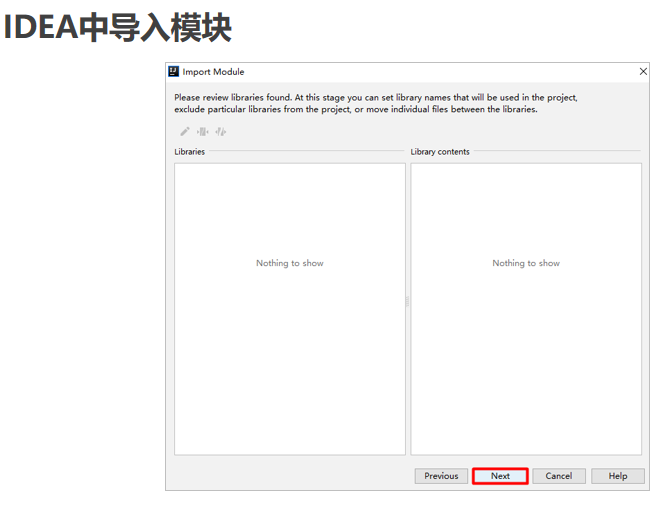 IDEA中导入模块
Import Module
Please review libraries found. At this stage you can set library names that will be used in the project,
exclude particular libraries from the project, or move individual files between the libraries.
Libraries
Library contents
Nothing to show
Nothing to show
Previous
Next
Cancel
Help